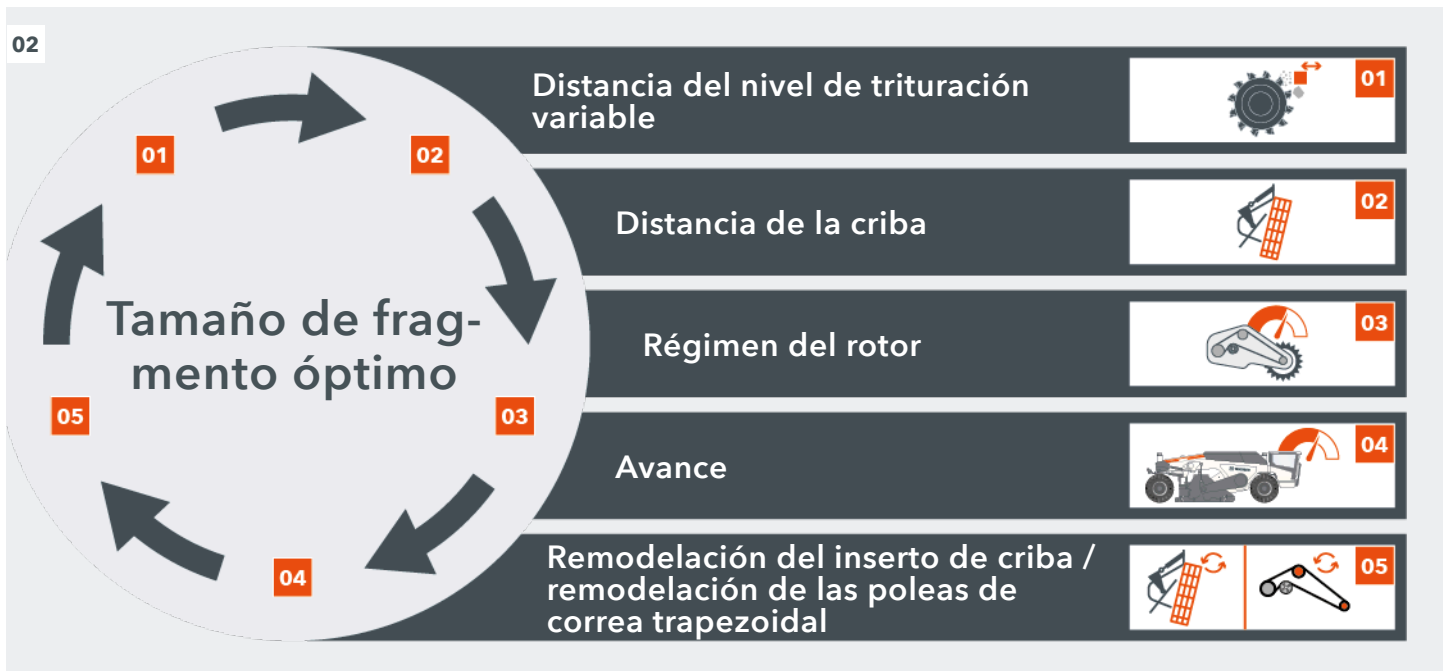 02
Distancia del nivel de trituración
variable
01
01
02
Distancia de la criba
02
Tamaño de frag-
mento óptimo
Régimen del rotor
03
05
03
Avance
04
04
Remodelación del inserto de criba /
remodelación de las poleas de
correa trapezoidal
05